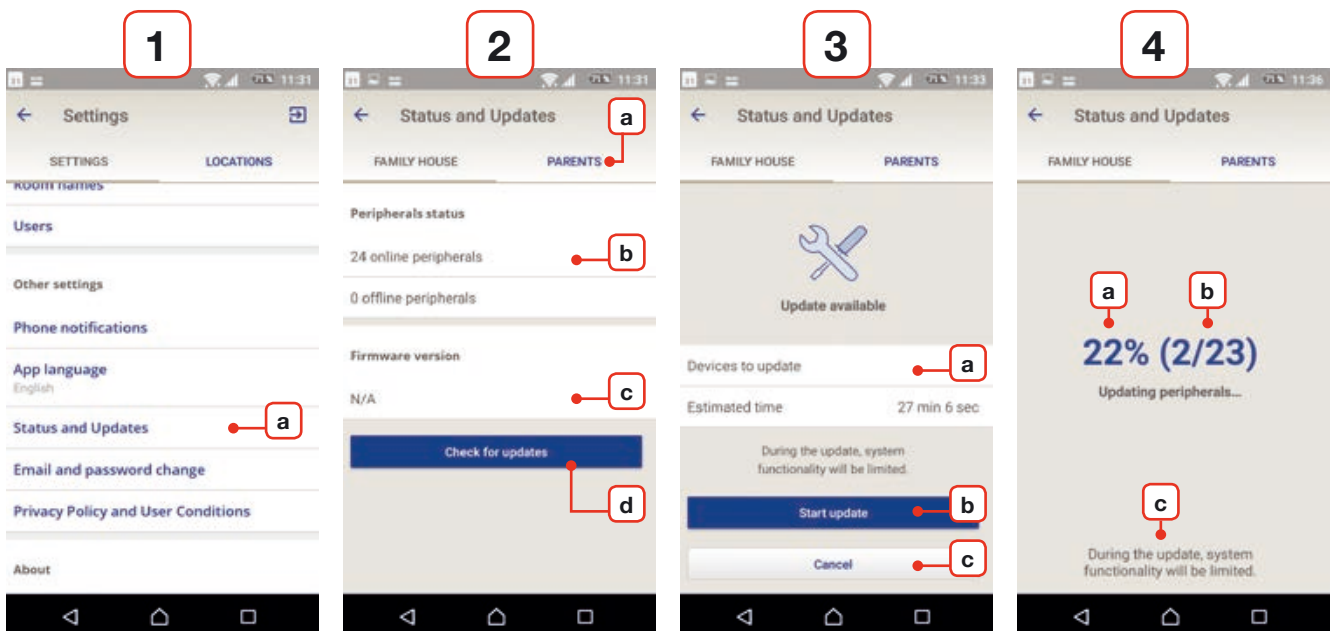 1
11:31
Settings
SETTINGS LOCATIONS
Room names
Users
Other settings
Phone notifications
App language
English
Status and Updates
a
Email and password change
Privacy Policy and User Conditions
About
2
11:31
Status and Updates
a
FAMILY HOUSE PARENTS
Peripherals status
24 online peripherals
b
0 offline peripherals
Firmware version
N/A
c
Check for updates
d
3
11:33
Status and Updates
FAMILY HOUSE PARENTS
Update available
Devices to update
a
Estimated time 27 min 6 sec
During the update, system
functionality will be limited.
Start update
b
Cancel
c
4
11:36
Status and Updates
FAMILY HOUSE PARENTS
a
b
22% (2/23)
Updating peripherals...
c
During the update, system
functionality will be limited.